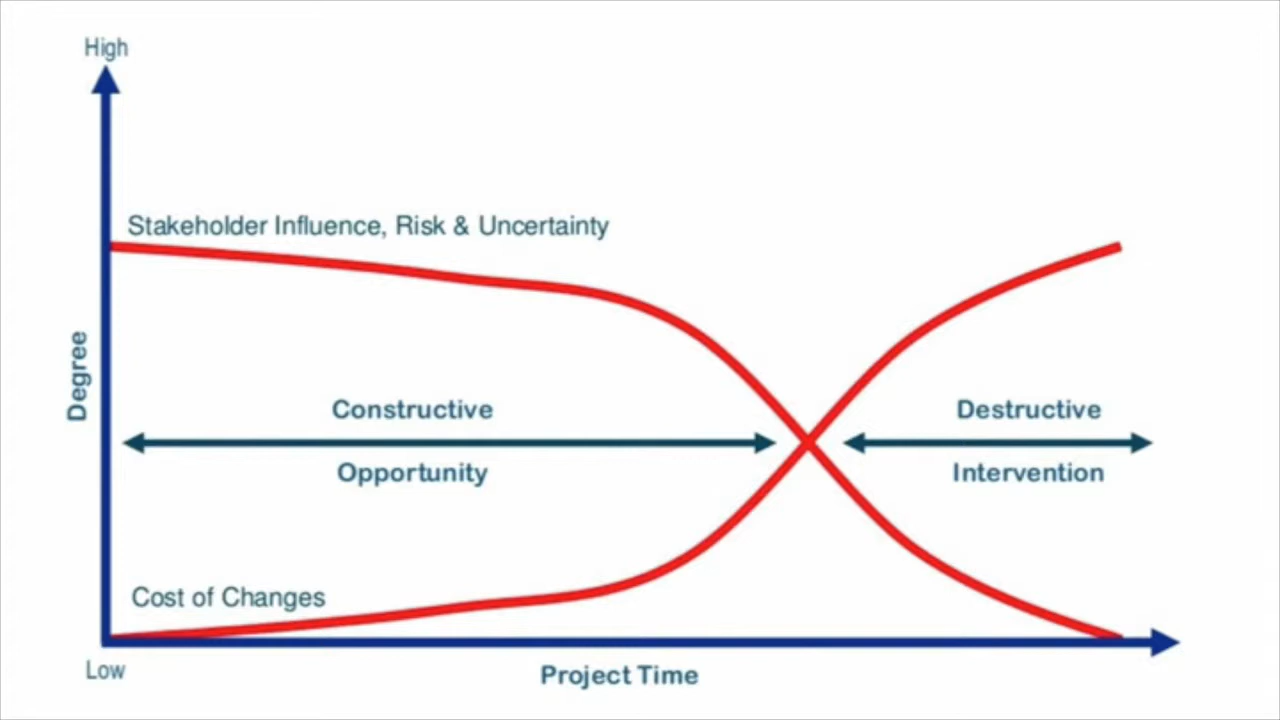 High
Stakeholder Influence, Risk & Uncertainty
Degree
Constructive
Opportunity
Destructive
Intervention
Cost of Changes
Low
Project Time